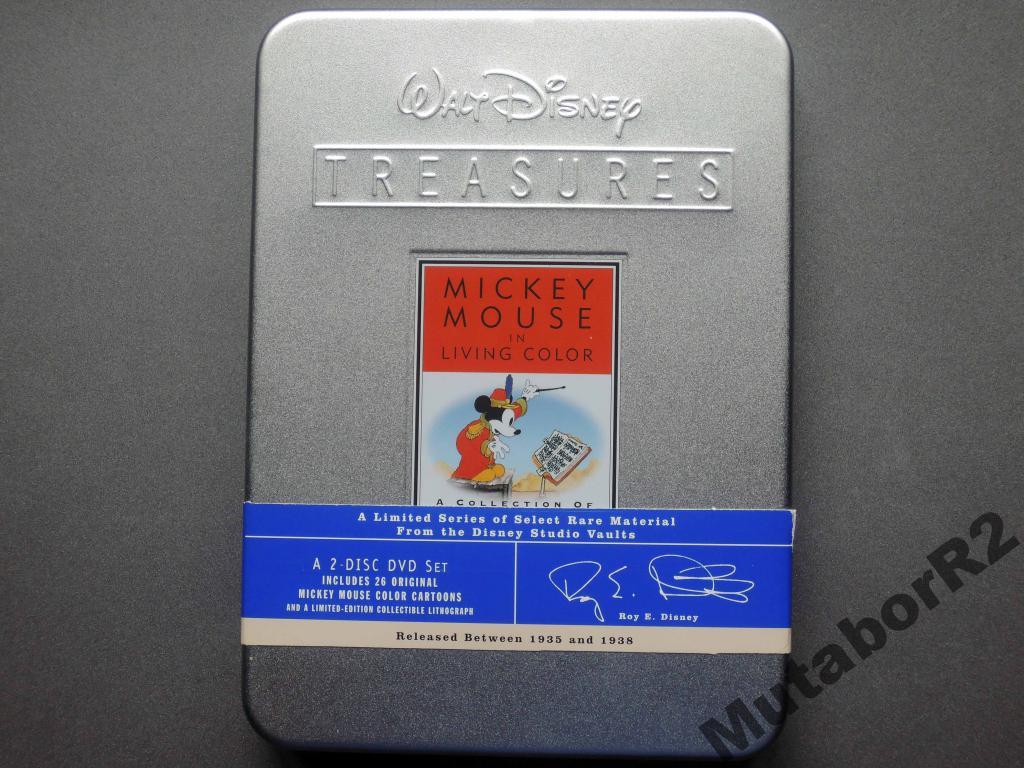 WALT DISNEY
TREASURES
MICKEY
MOUSE
IN
LIVING COLOR
A COLLECTION OF
A Limited Series of Select Rare Material
From the Disney Studio Vaults
A 2-DISC DVD SET
INCLUDES 26 ORIGINAL
MICKEY MOUSE COLOR CARTOONS
AND A LIMITED-EDITION COLLECTIBLE LITHOGRAPH
Roy E. Disney
Roy E. Disney
Released Between 1935 and 1938
MutaborR2